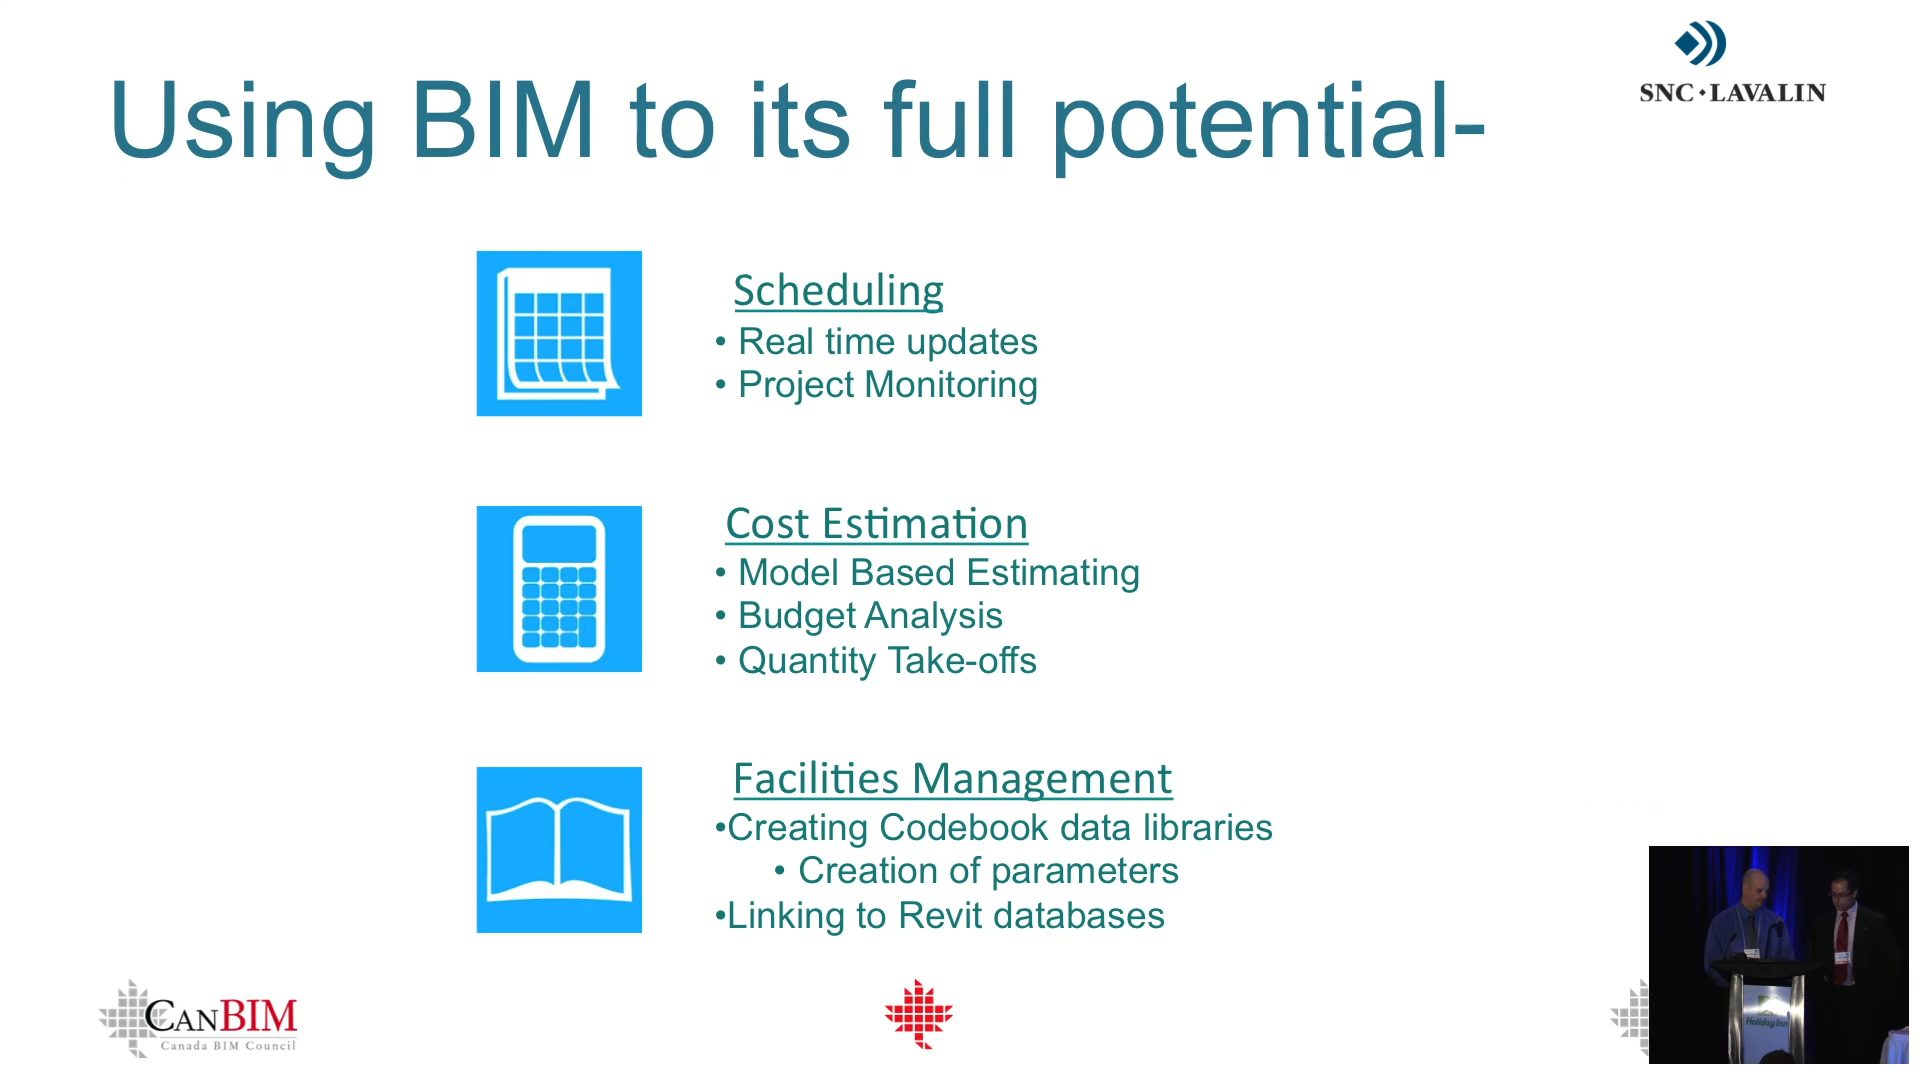 SNC • LAVALIN
Using BIM to its full potential-
Scheduling
• Real time updates
• Project Monitoring
Cost Estimation
• Model Based Estimating
• Budget Analysis
• Quantity Take-offs
Facilities Management
•Creating Codebook data libraries
• Creation of parameters
•Linking to Revit databases
CANBIM
Canada BIM Council
Holiday Inn